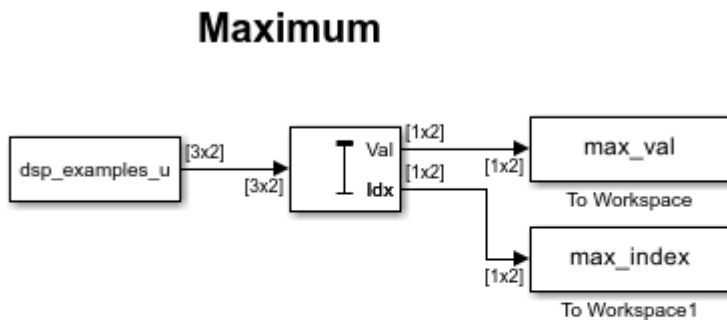 Maximum
dsp_examples_u
[3x2]
[3x2]
Val
Idx
[1x2]
[1x2]
[1x2]
max_val
To Workspace
[1x2]
max_index
To Workspace1